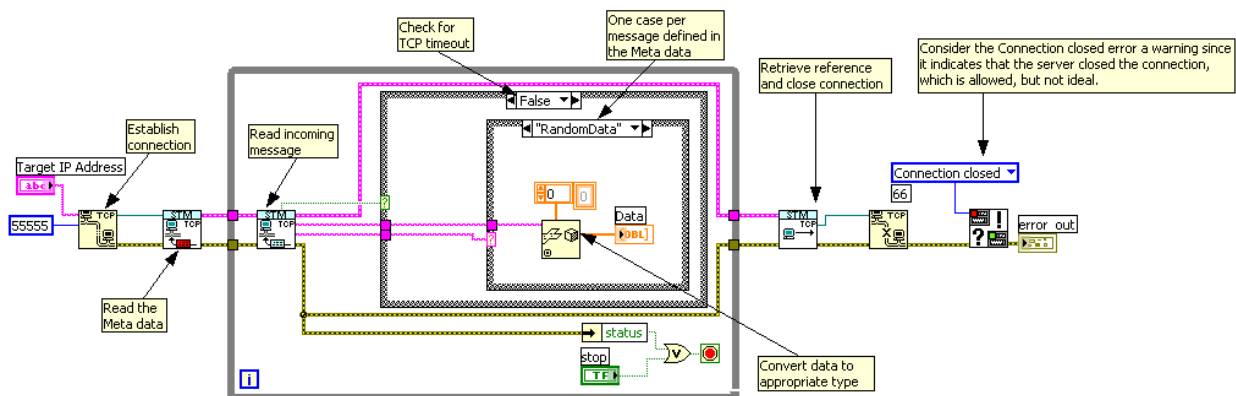 Check for
TCP timeout
One case per
message defined in
the Meta data
Consider the Connection closed error a warning since
it indicates that the server closed the connection,
which is allowed, but not ideal.
Retrieve reference
and close connection
False
"RandomData"
Establish
connection
Read incoming
message
Target IP Address
abc
55555
TCP
STM
STM
?
?
0
0
Data
DBL
Connection closed
66
STM
TCP
TCP
!
?
error out
Read the
Meta data
status
stop
TF
V
i
Convert data to
appropriate type